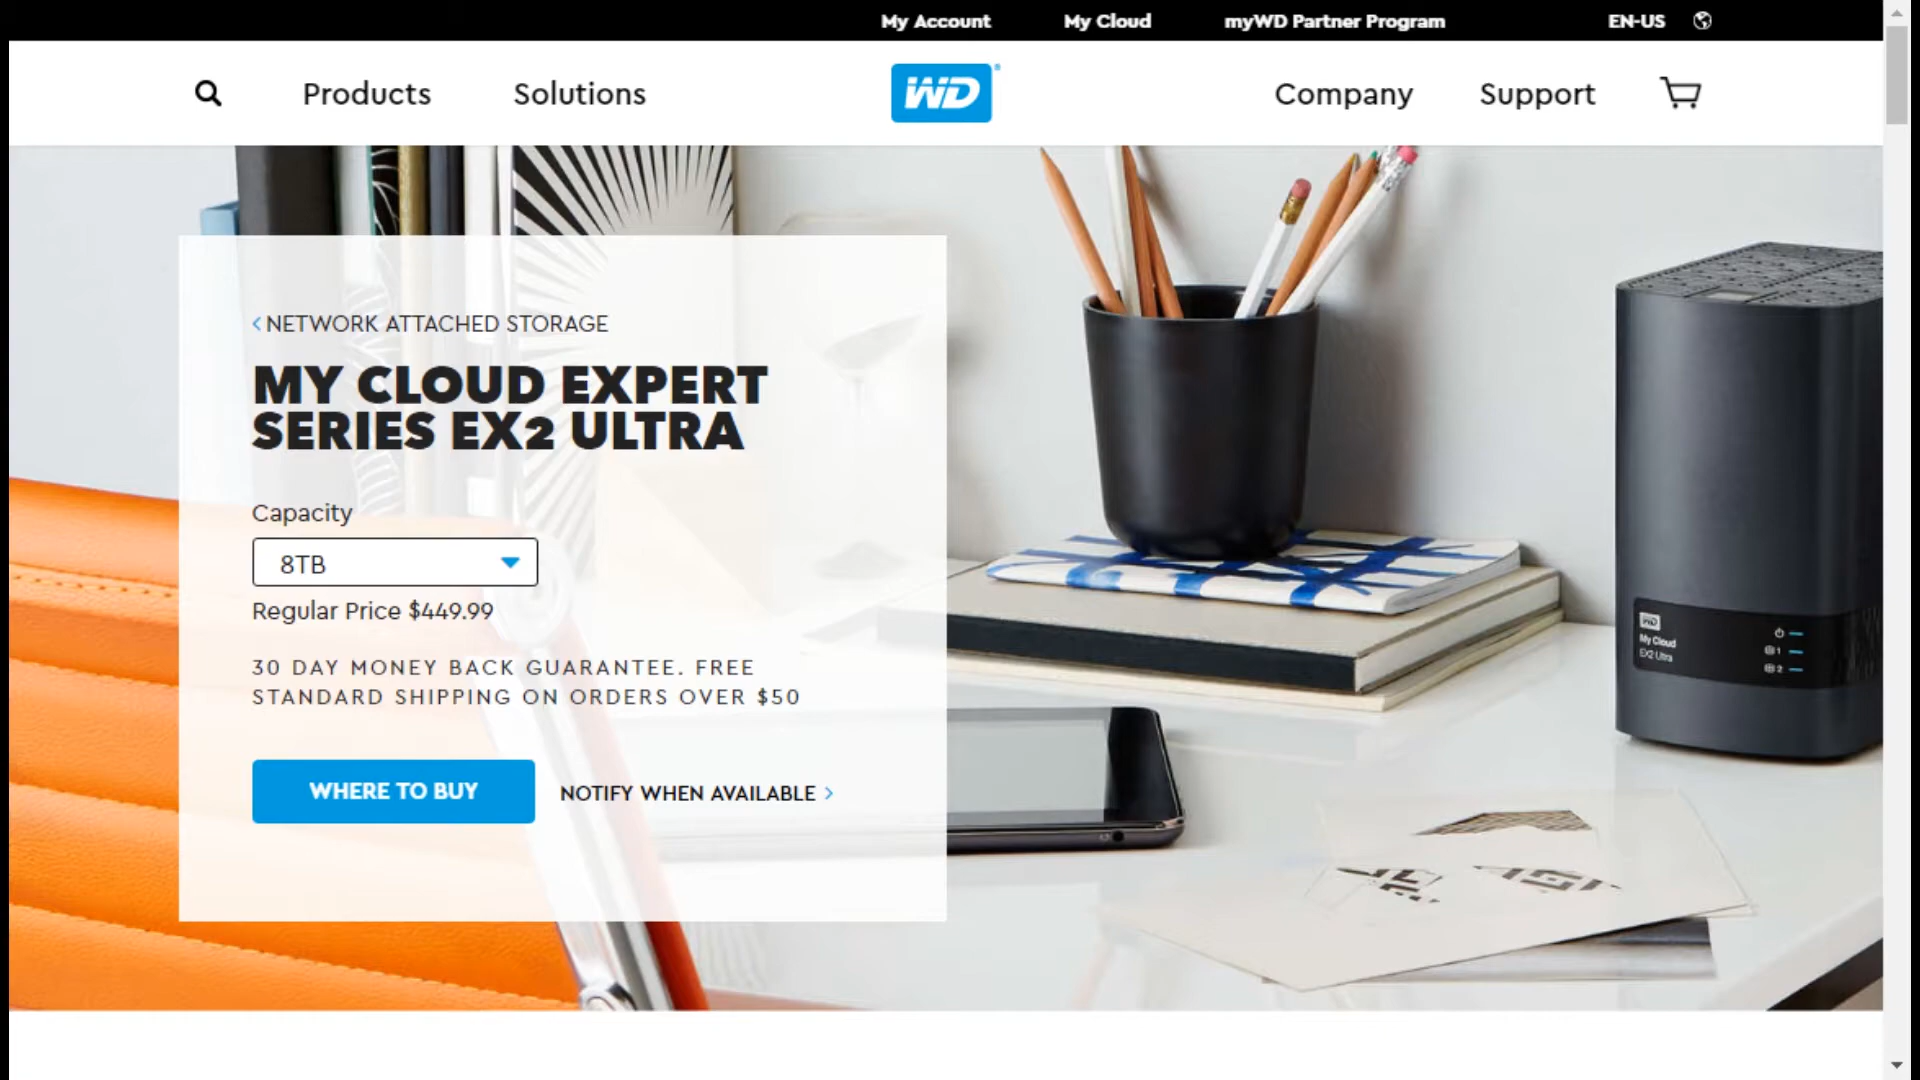 My Account My Cloud myWD Partner Program EN-US
Products Solutions WD Company Support
< NETWORK ATTACHED STORAGE
MY CLOUD EXPERT
SERIES EX2 ULTRA
Capacity
8TB
Regular Price $449.99
30 DAY MONEY BACK GUARANTEE. FREE
STANDARD SHIPPING ON ORDERS OVER $50
WHERE TO BUY NOTIFY WHEN AVAILABLE >
WD
My Cloud
EX2 Ultra
1
2